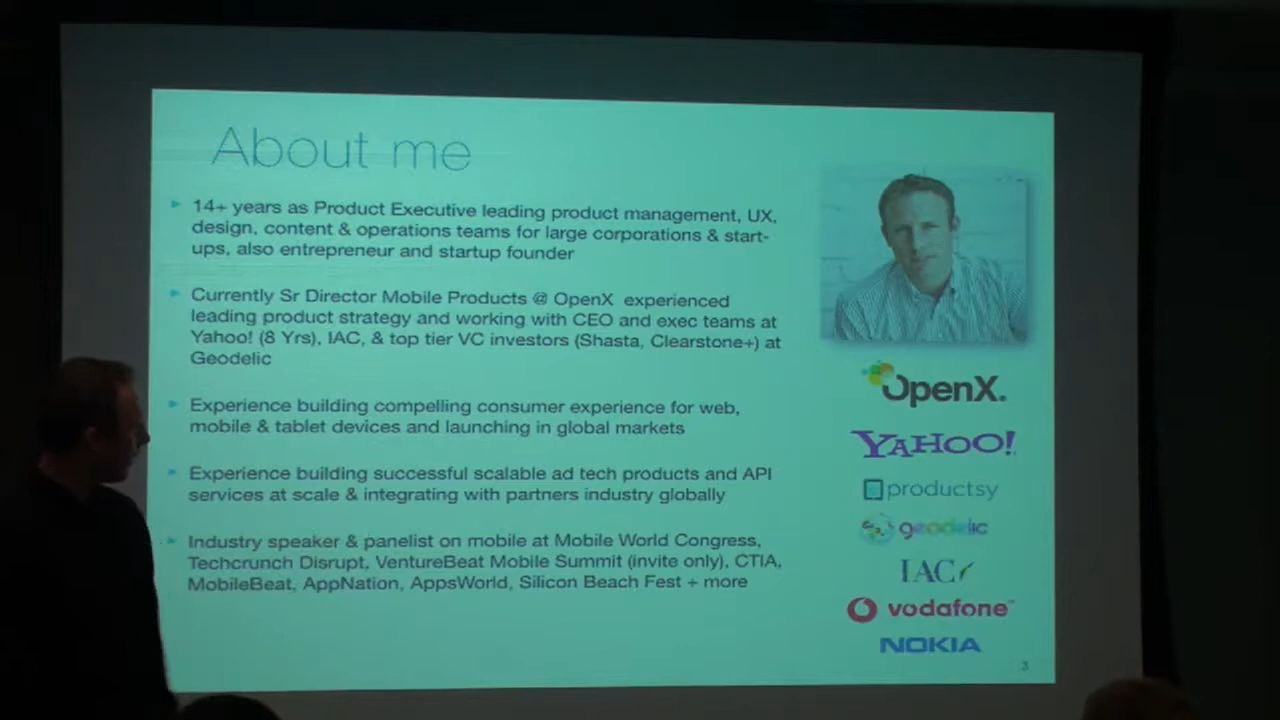 About me
14+ years as Product Executive leading product management, UX,
design, content & operations teams for large corporations & start-
ups, also entrepreneur and startup founder
Currently Sr Director Mobile Products @ OpenX experienced
leading product strategy and working with CEO and exec teams at
Yahoo! (8 Yrs), IAC, & top tier VC investors (Shasta, Clearstone+) at
Geodelic
Experience building compelling consumer experience for web,
mobile & tablet devices and launching in global markets
Experience building successful scalable ad tech products and API
services at scale & integrating with partners industry globally
Industry speaker & panelist on mobile at Mobile World Congress,
Techcrunch Disrupt, VentureBeat Mobile Summit (invite only), CTIA,
MobileBeat, AppNation, AppsWorld, Silicon Beach Fest + more
OpenX.
YAHOO!
productsy
geodelic
IAC
vodafone™
NOKIA
3